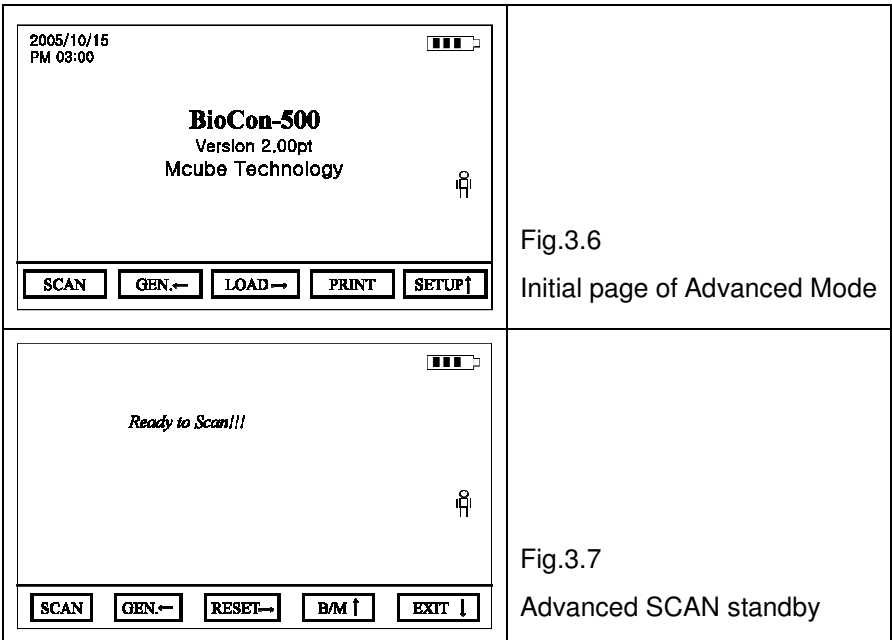 2005/10/15
PM 03:00
BioCon-500
Version 2.00pt
Mcube Technology
SCAN GEN.← LOAD→ PRINT SETUP↑
Fig.3.6
Initial page of Advanced Mode
Ready to Scan!!!
SCAN GEN.← RESET→ B/M↑ EXIT ↓
Fig.3.7
Advanced SCAN standby